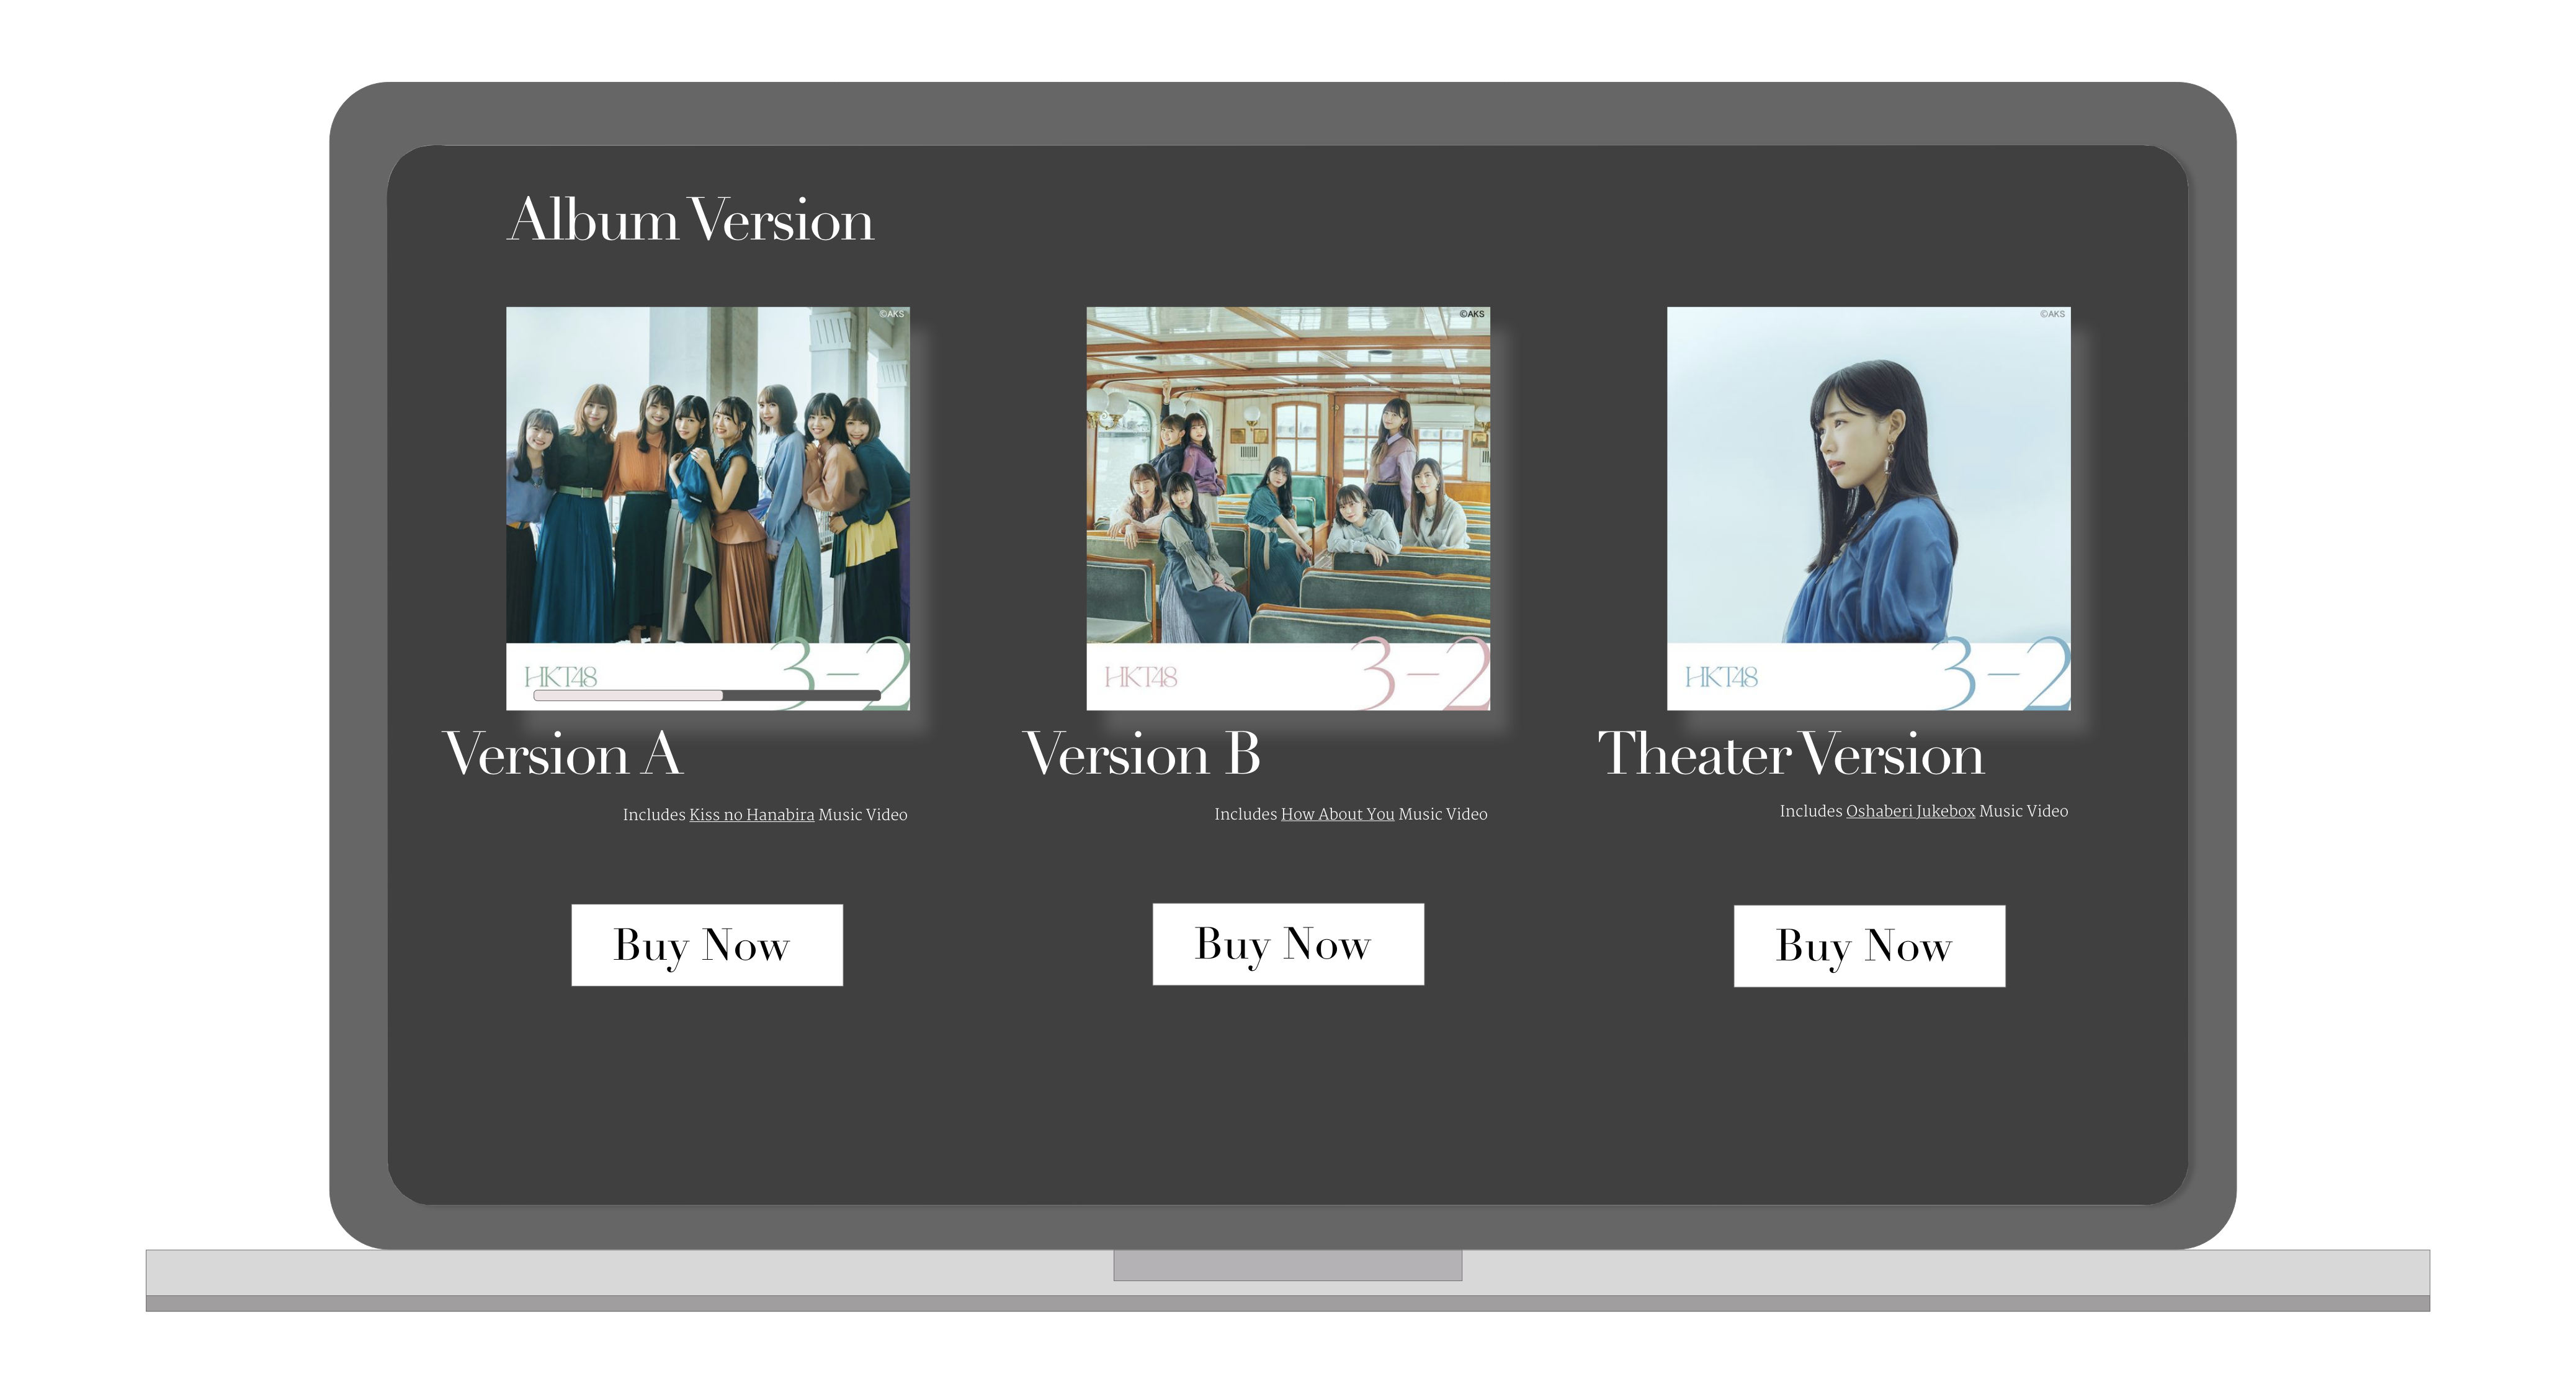 Album Version
©AKS
HKT48
3-2
Version A
Includes Kiss no Hanabira Music Video
Buy Now
©AKS
HKT48
3-2
Version B
Includes How About You Music Video
Buy Now
©AKS
HKT48
3-2
Theater Version
Includes Oshaberi Jukebox Music Video
Buy Now